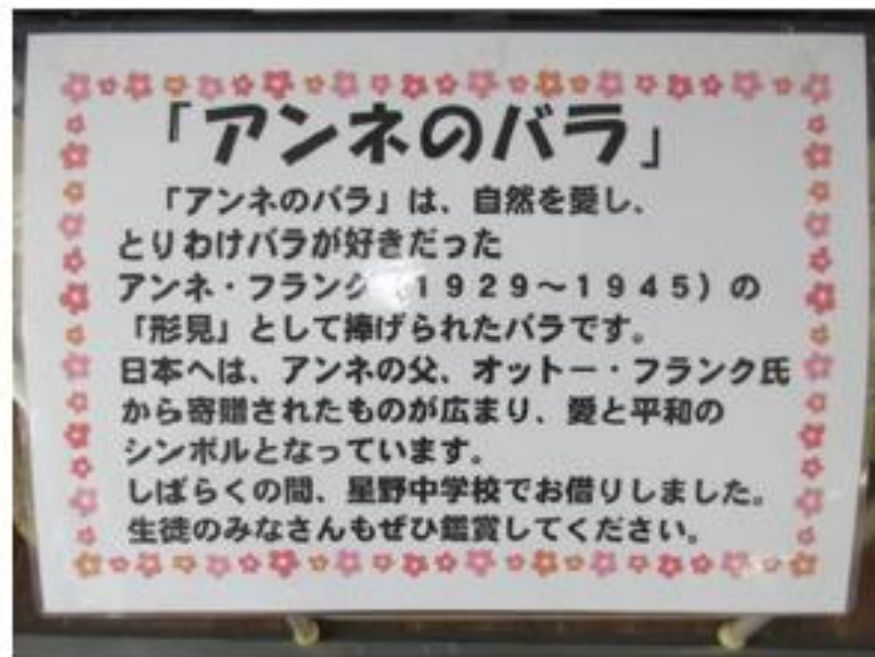 「アンネのバラ」
「アンネのバラ」は、自然を愛し、
とりわけバラが好きだった
アンネ・フランク（1929～1945）の
「形見」として捧げられたバラです。
日本へは、アンネの父、オットー・フランク氏
から寄贈されたものが広まり、愛と平和の
シンボルとなっています。
しばらくの間、星野中学校でお借りしました。
生徒のみなさんもぜひ鑑賞してください。